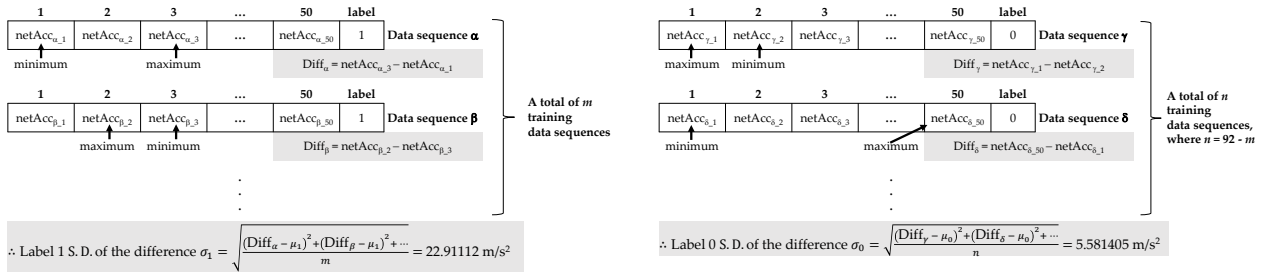 1 2 3 ... 50 label
netAcc_α_1 netAcc_α_2 netAcc_α_3 ... netAcc_α_50 1 Data sequence α
minimum maximum Diff_α = netAcc_α_3 − netAcc_α_1
1 2 3 ... 50 label
netAcc_β_1 netAcc_β_2 netAcc_β_3 ... netAcc_β_50 1 Data sequence β
maximum minimum Diff_β = netAcc_β_2 − netAcc_β_3
A total of m
training
data sequences
.
.
.
∴ Label 1 S. D. of the difference σ₁ = √((Diff_α − μ₁)² + (Diff_β − μ₁)² + ⋯ / m) = 22.91112 m/s²
1 2 3 ... 50 label
netAcc_γ_1 netAcc_γ_2 netAcc_γ_3 ... netAcc_γ_50 0 Data sequence γ
maximum minimum Diff_γ = netAcc_γ_1 − netAcc_γ_2
1 2 3 ... 50 label
netAcc_δ_1 netAcc_δ_2 netAcc_δ_3 ... netAcc_δ_50 0 Data sequence δ
minimum maximum Diff_δ = netAcc_δ_50 − netAcc_δ_1
A total of n
training
data sequences,
where n = 92 - m
.
.
.
∴ Label 0 S. D. of the difference σ₀ = √((Diff_γ − μ₀)² + (Diff_δ − μ₀)² + ⋯ / n) = 5.581405 m/s²